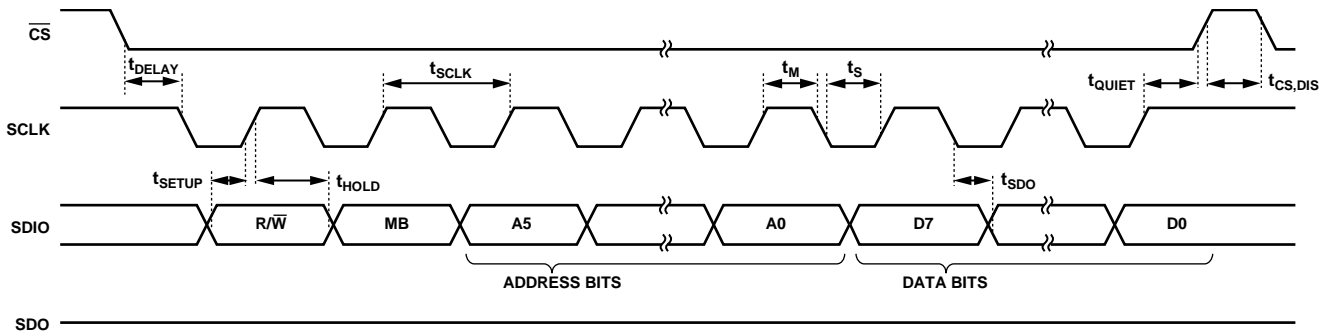 CS
tDELAY
tSCLK
tM
tS
tQUIET
tCS,DIS
SCLK
tSETUP
tHOLD
tSDO
SDIO
R/W
MB
A5
A0
D7
D0
ADDRESS BITS
DATA BITS
SDO